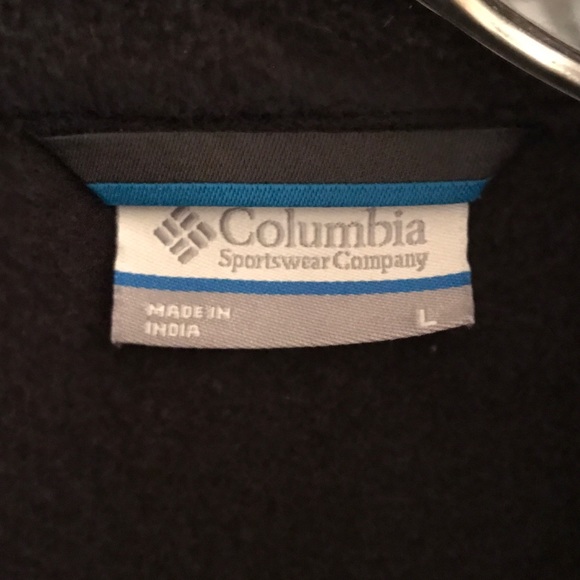 Columbia
Sportswear Company
MADE IN
INDIA
L